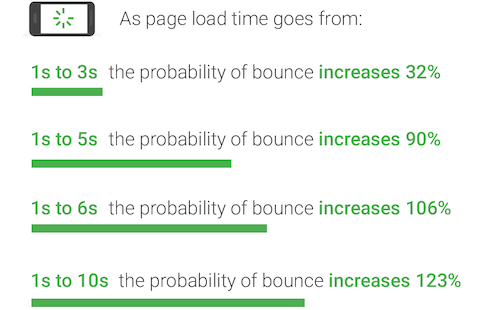 As page load time goes from:
1s to 3s the probability of bounce increases 32%
1s to 5s the probability of bounce increases 90%
1s to 6s the probability of bounce increases 106%
1s to 10s the probability of bounce increases 123%